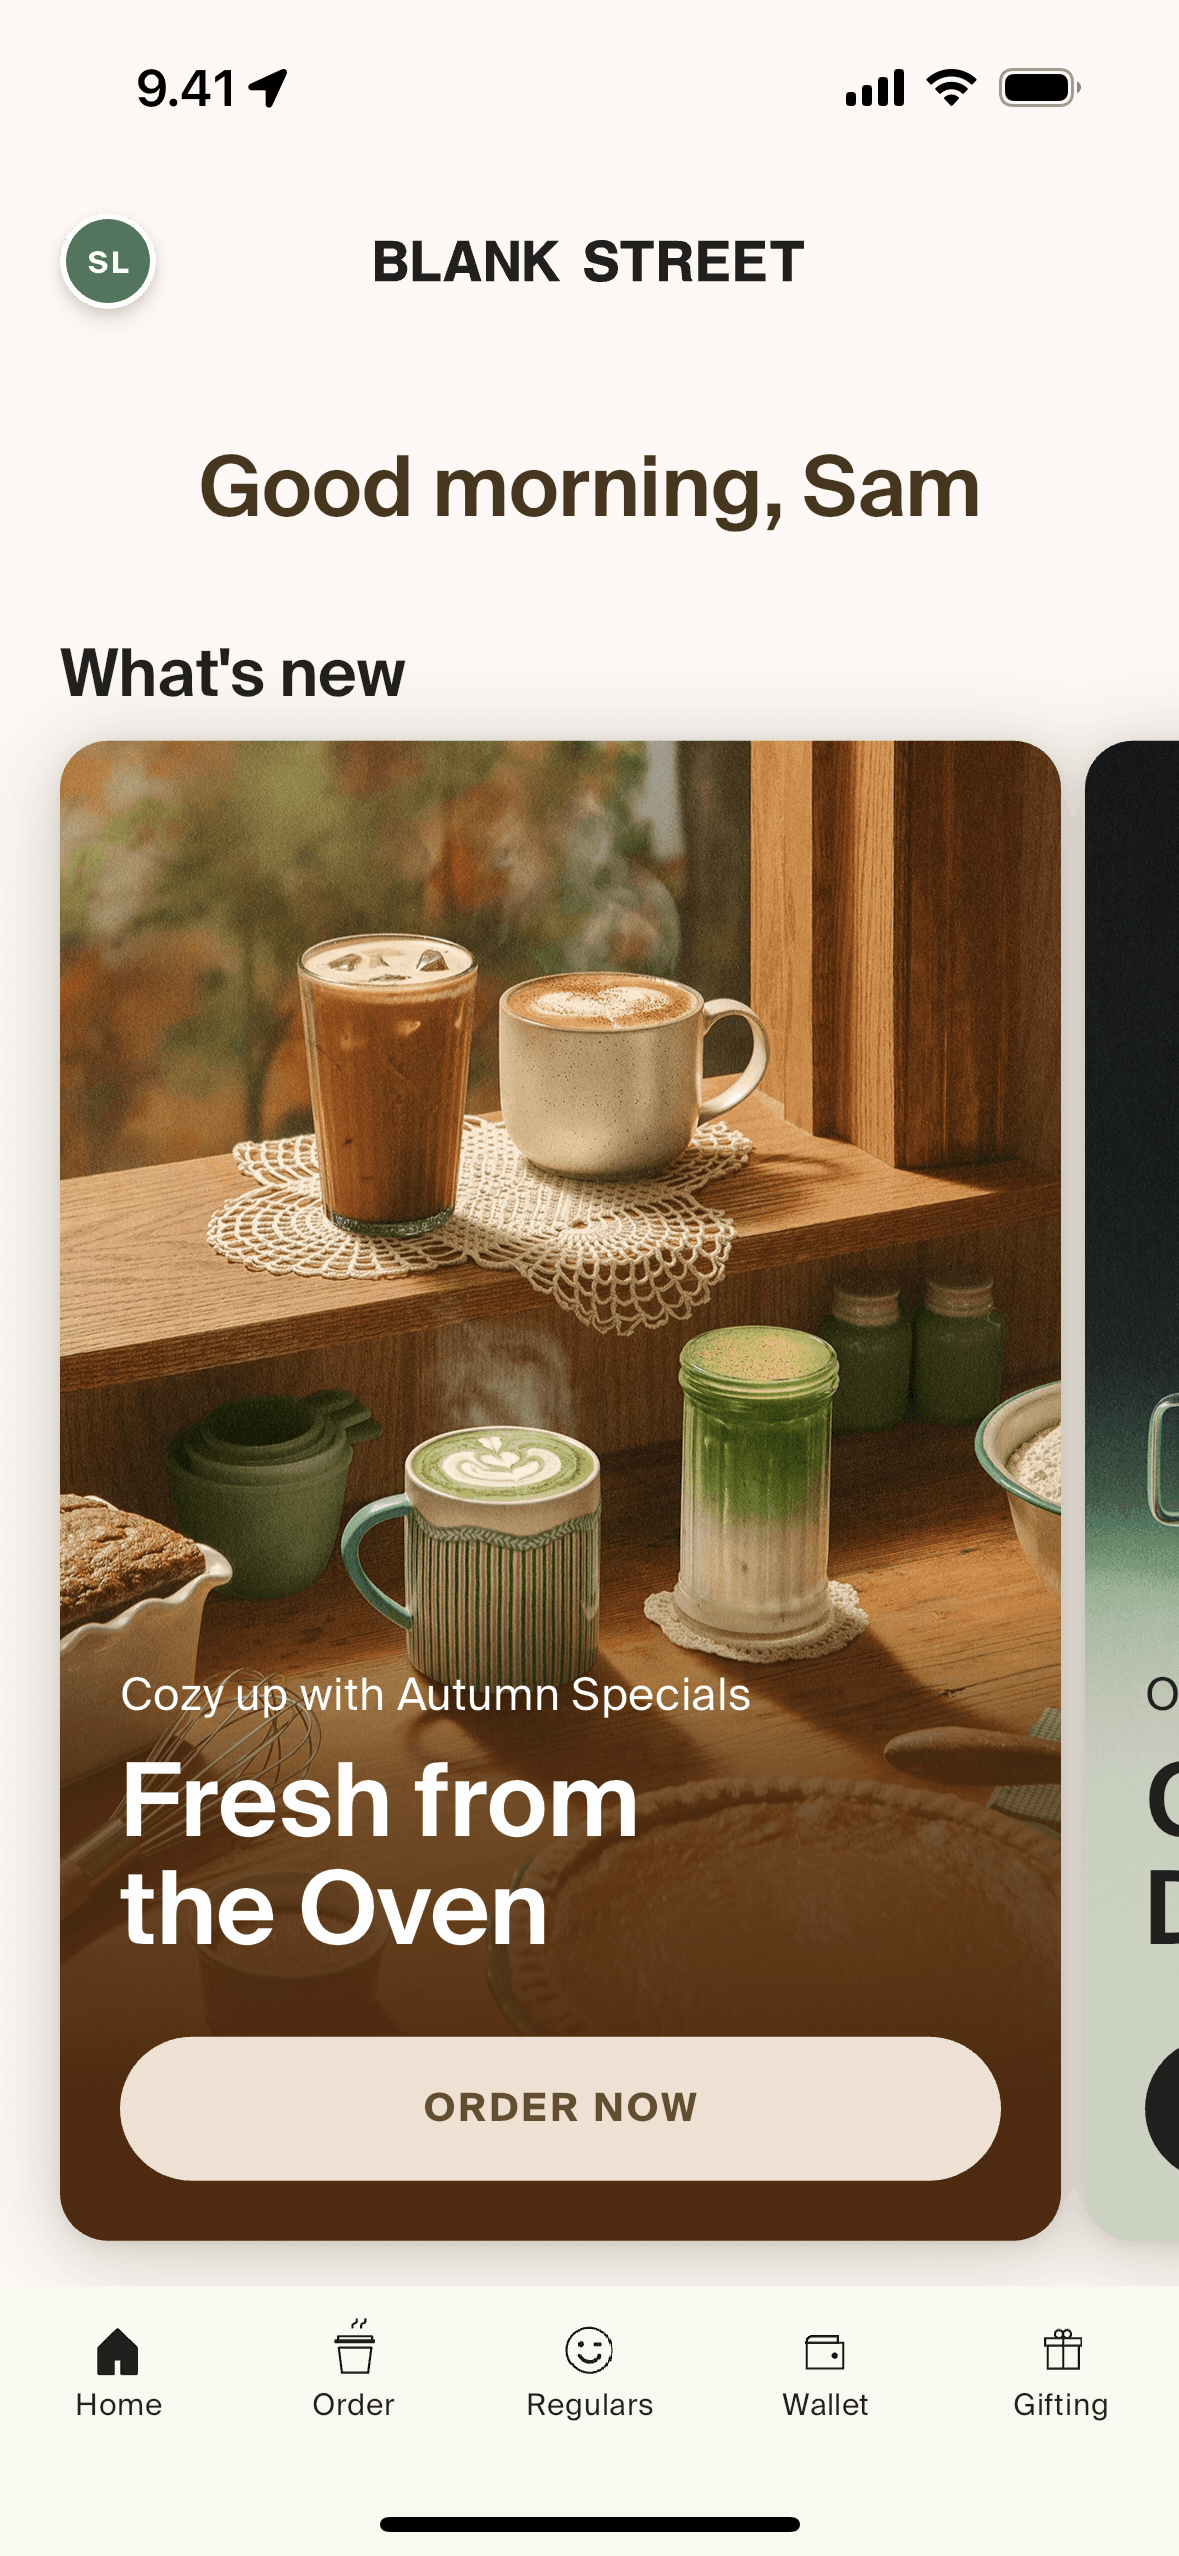 9.41
SL
BLANK STREET
Good morning, Sam
What's new
Cozy up with Autumn Specials
Fresh from
the Oven
ORDER NOW
Home
Order
Regulars
Wallet
Gifting